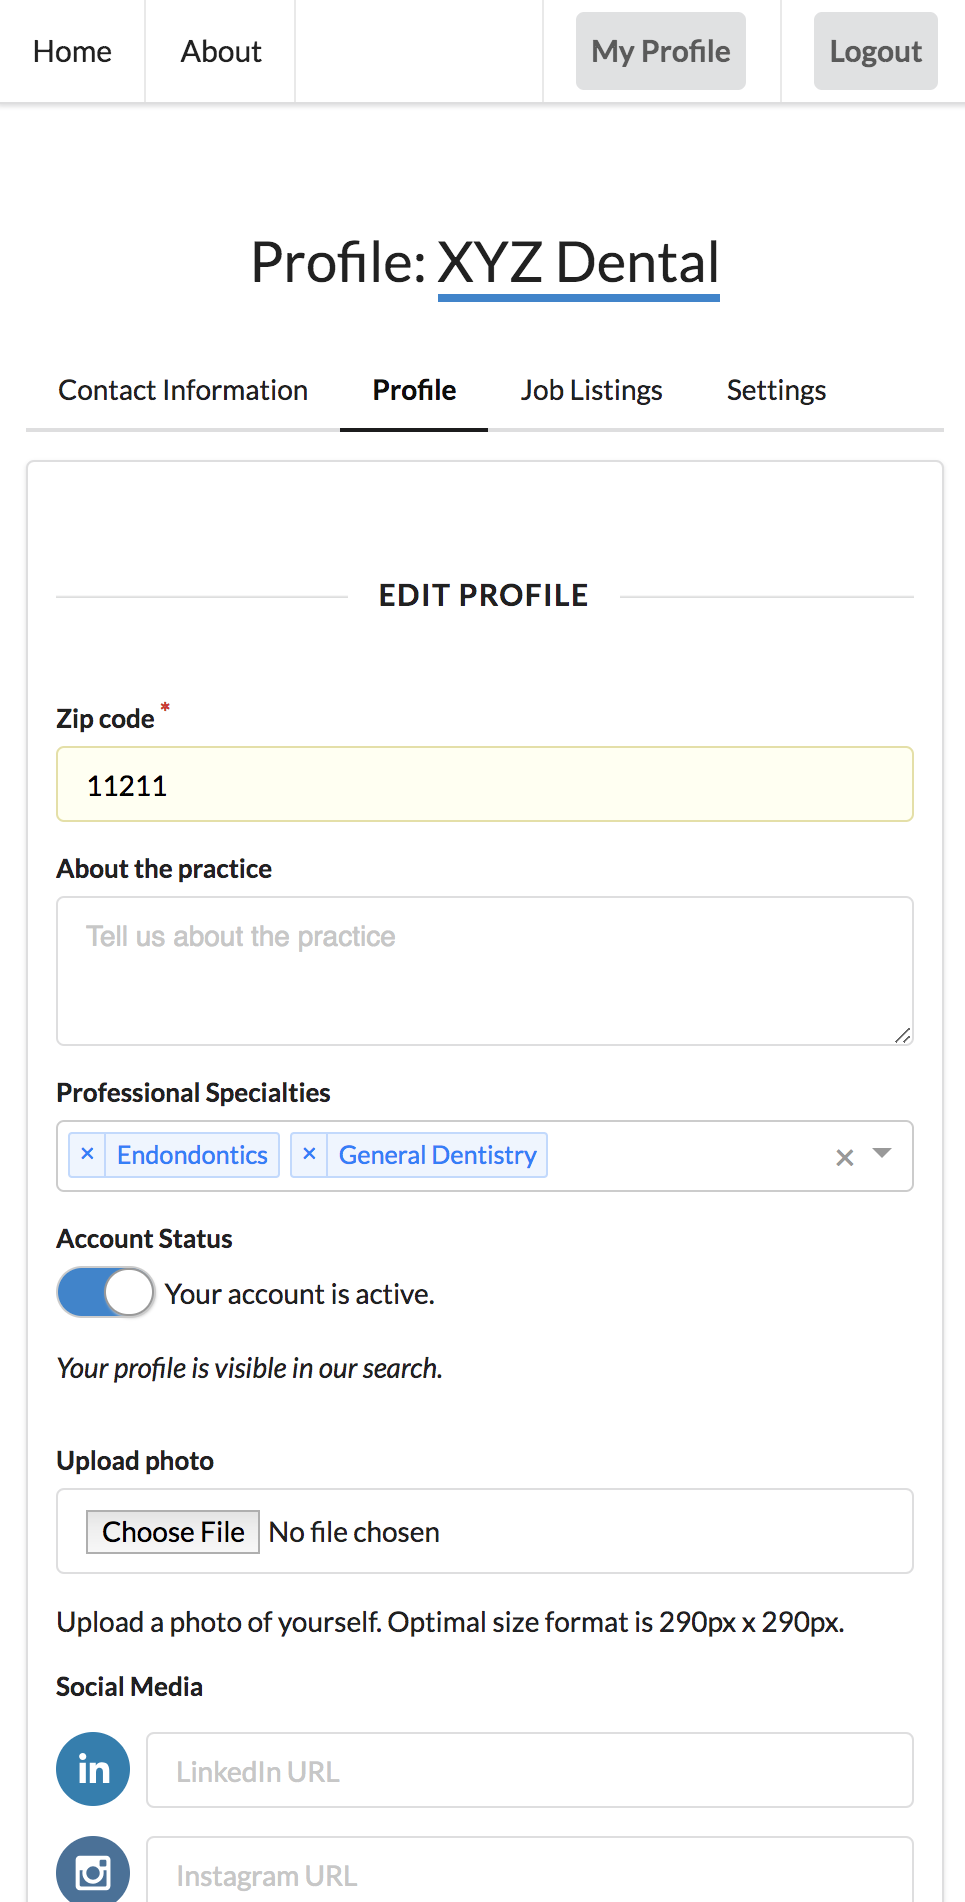 Home About My Profile Logout
Profile: XYZ Dental
Contact Information Profile Job Listings Settings
EDIT PROFILE
Zip code *
11211
About the practice
Tell us about the practice
Professional Specialties
× Endondontics × General Dentistry ×
Account Status
Your account is active.
Your profile is visible in our search.
Upload photo
Choose File No file chosen
Upload a photo of yourself. Optimal size format is 290px x 290px.
Social Media
in LinkedIn URL
Instagram URL